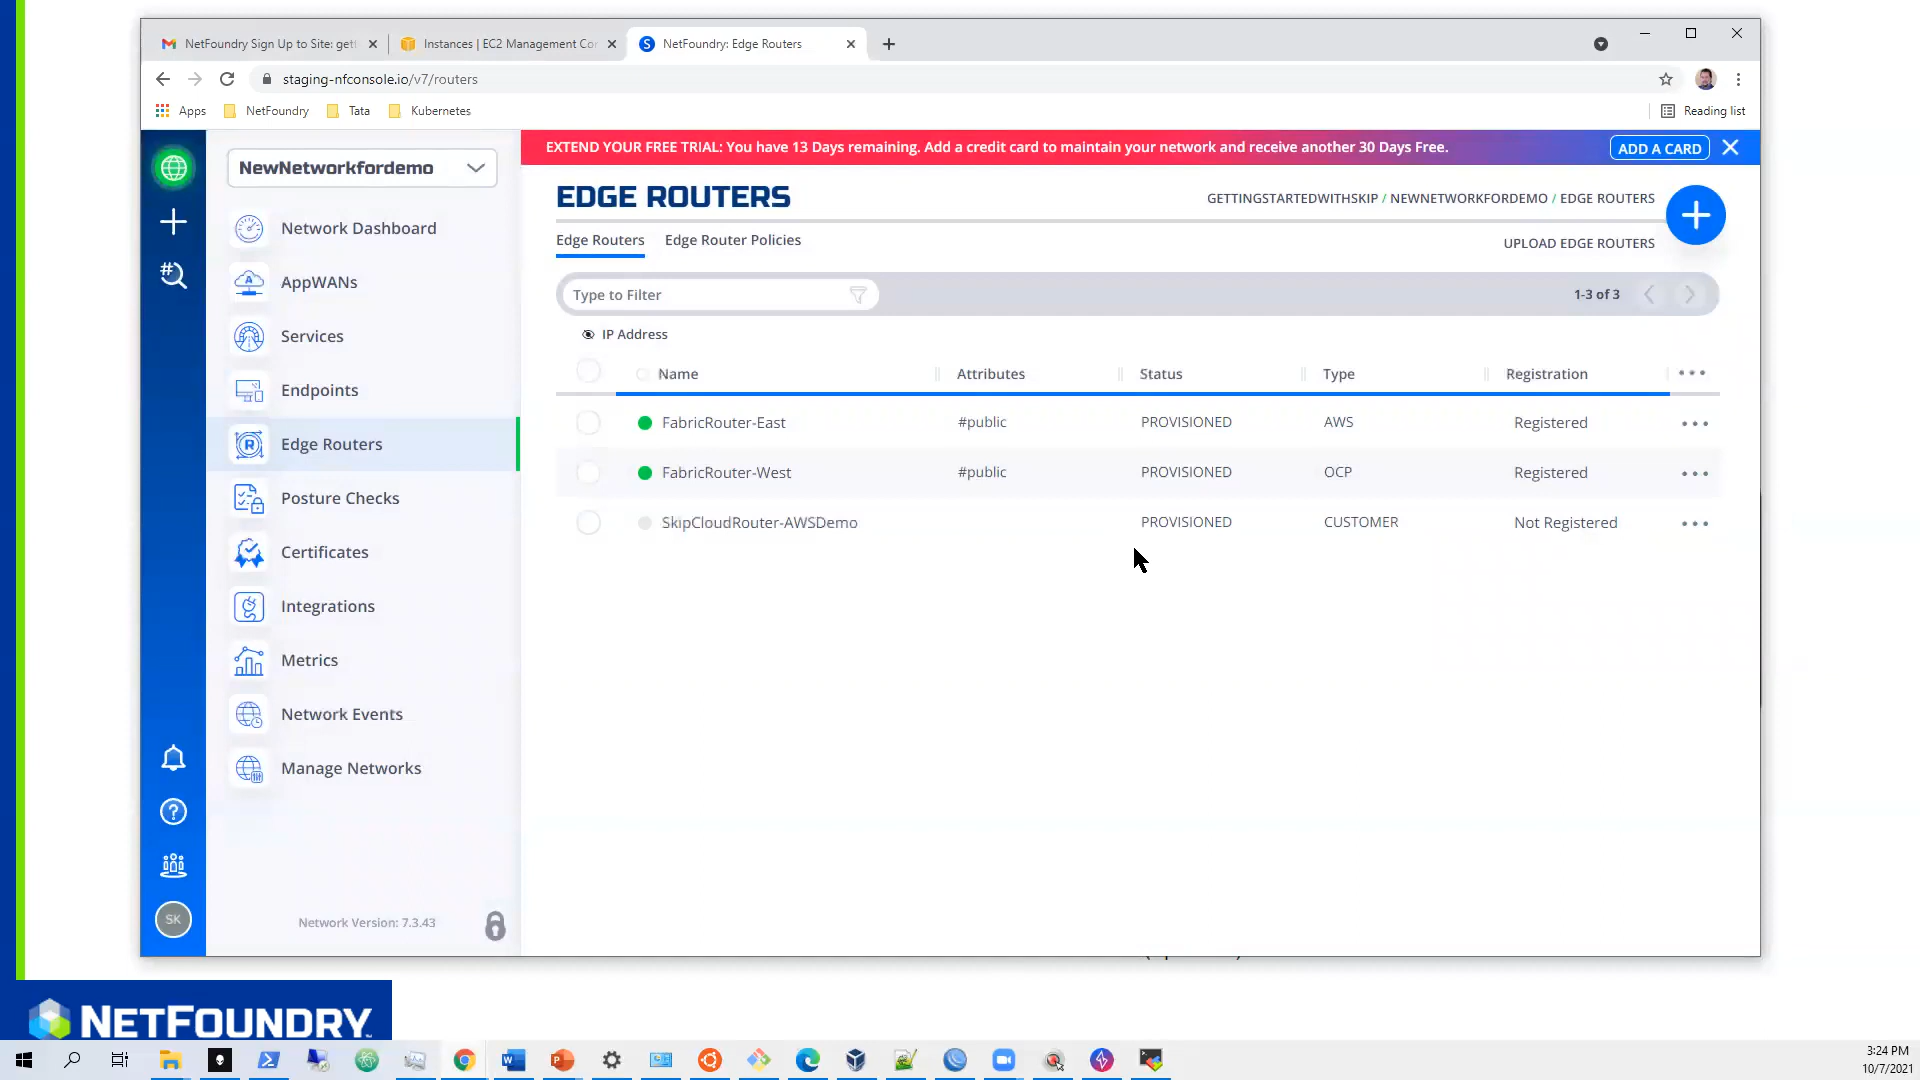 NetFoundry Sign Up to Site: get
Instances | EC2 Management Co
NetFoundry: Edge Routers
staging-nfconsole.io/v7/routers
Apps
NetFoundry
Tata
Kubernetes
Reading list
NewNetworkfordemo
EXTEND YOUR FREE TRIAL: You have 13 Days remaining. Add a credit card to maintain your network and receive another 30 Days Free.
ADD A CARD
EDGE ROUTERS
GETTINGSTARTEDWITHSKIP / NEWNETWORKFORDEMO / EDGE ROUTERS
Edge Routers
Edge Router Policies
UPLOAD EDGE ROUTERS
Type to Filter
1-3 of 3
IP Address
Name
Attributes
Status
Type
Registration
FabricRouter-East
#public
PROVISIONED
AWS
Registered
FabricRouter-West
#public
PROVISIONED
OCP
Registered
SkipCloudRouter-AWSDemo
PROVISIONED
CUSTOMER
Not Registered
Network Dashboard
AppWANs
Services
Endpoints
Edge Routers
Posture Checks
Certificates
Integrations
Metrics
Network Events
Manage Networks
SK
Network Version: 7.3.43
NETFOUNDRY
3:24 PM
10/7/2021